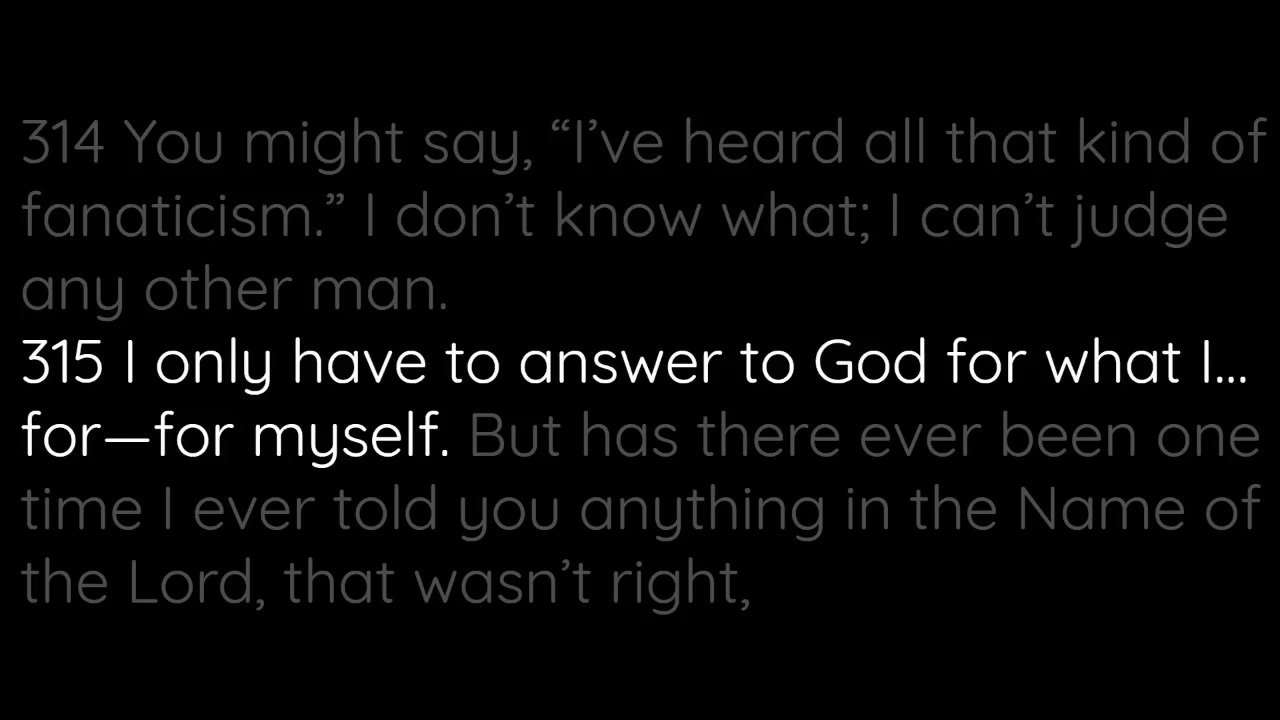 314 You might say, “I’ve heard all that kind of
fanaticism.” I don’t know what; I can’t judge
any other man.
315 I only have to answer to God for what I...
for—for myself. But has there ever been one
time I ever told you anything in the Name of
the Lord, that wasn’t right,